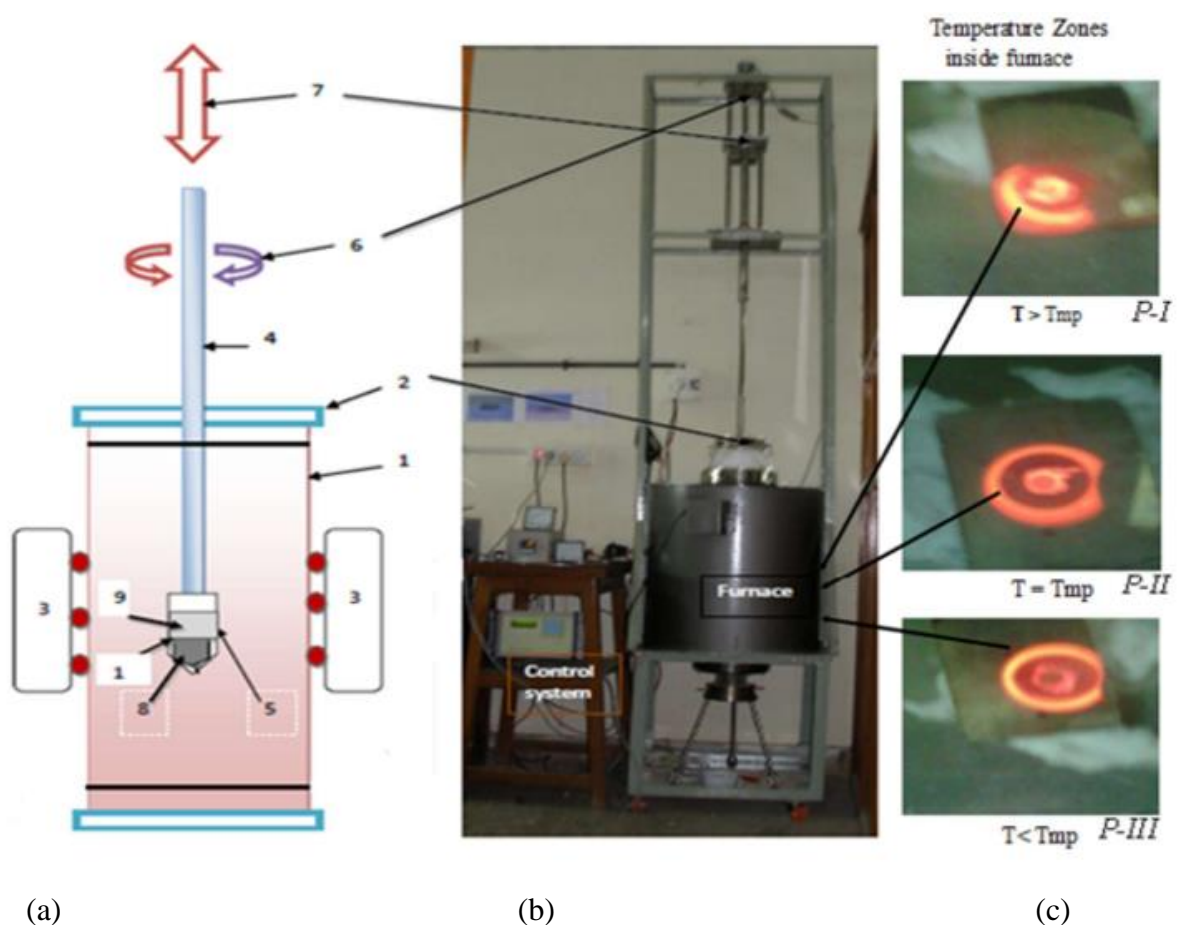 7
6
4
2
1
3
9
3
1
8
5
Furnace
Control
system
Temperature Zones
inside furnace
T > Tmp
P-I
T = Tmp
P-II
T < Tmp
P-III
(a)
(b)
(c)